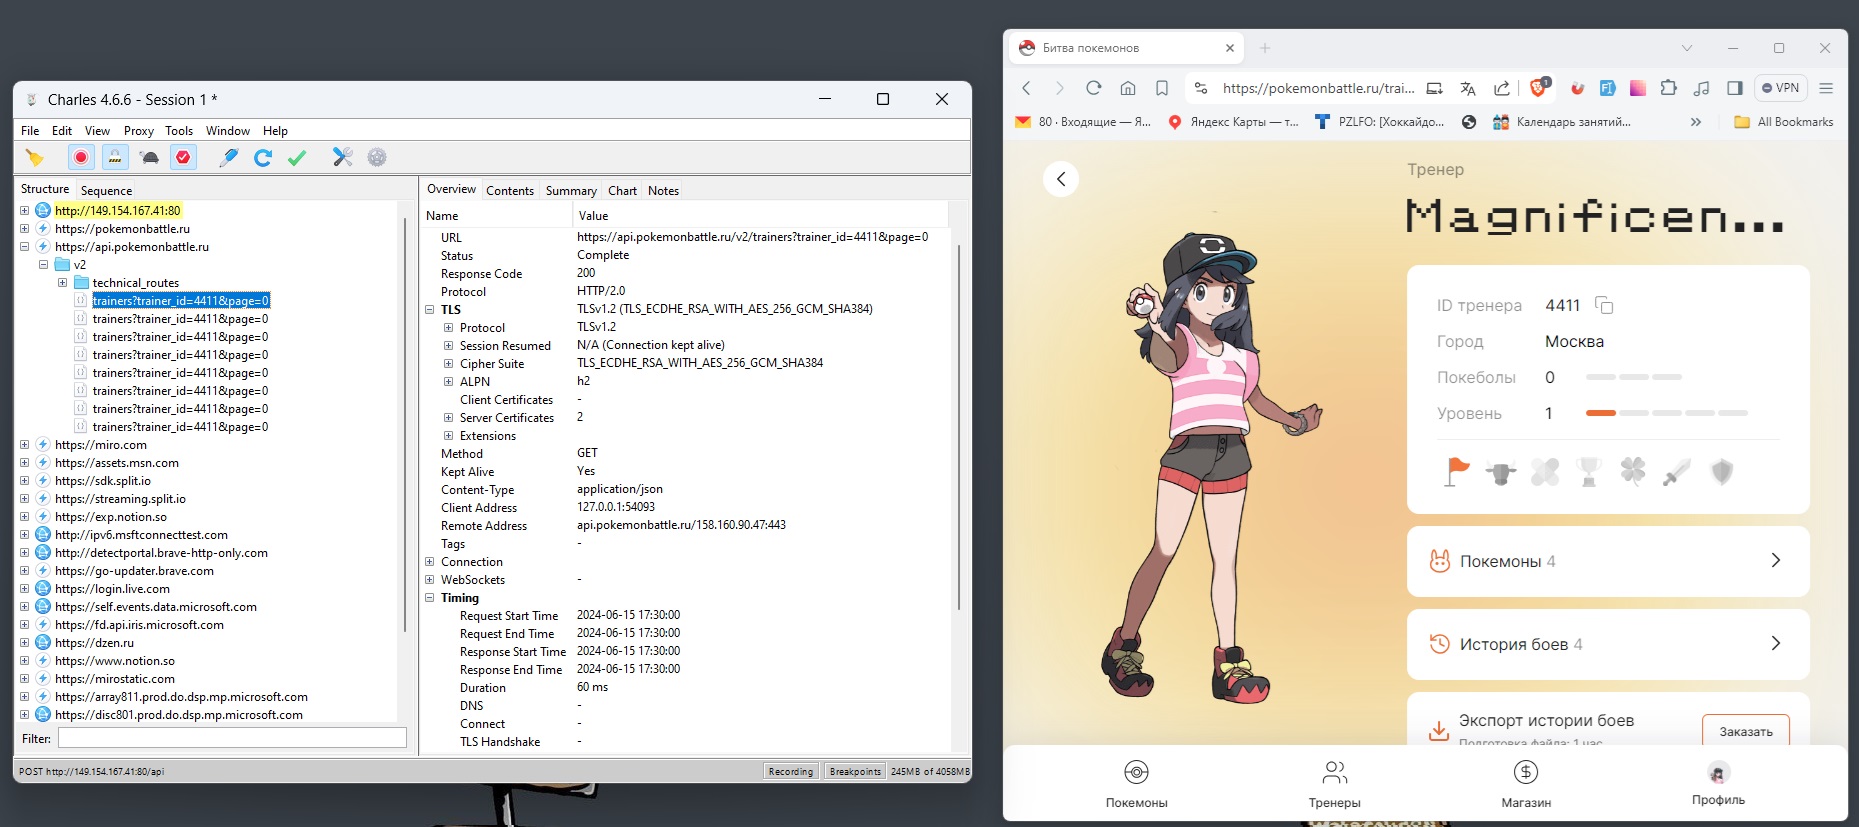 Charles 4.6.6 - Session 1 *
File Edit View Proxy Tools Window Help
Structure Sequence
http://149.154.167.41:80
https://pokemonbattle.ru
https://api.pokemonbattle.ru
v2
technical_routes
trainers?trainer_id=4411&page=0
trainers?trainer_id=4411&page=0
trainers?trainer_id=4411&page=0
trainers?trainer_id=4411&page=0
trainers?trainer_id=4411&page=0
trainers?trainer_id=4411&page=0
trainers?trainer_id=4411&page=0
trainers?trainer_id=4411&page=0
https://miro.com
https://assets.msn.com
https://sdk.split.io
https://streaming.split.io
https://exp.notion.so
http://ipv6.msftconnecttest.com
http://detectportal.brave-http-only.com
https://go-updater.brave.com
https://login.live.com
https://self.events.data.microsoft.com
https://fd.api.iris.microsoft.com
https://dzen.ru
https://www.notion.so
https://mirostatic.com
https://array811.prod.do.dsp.mp.microsoft.com
https://disc801.prod.do.dsp.mp.microsoft.com
Filter:
Overview Contents Summary Chart Notes
Name Value
URL https://api.pokemonbattle.ru/v2/trainers?trainer_id=4411&page=0
Status Complete
Response Code 200
Protocol HTTP/2.0
TLS TLSv1.2 (TLS_ECDHE_RSA_WITH_AES_256_GCM_SHA384)
Protocol TLSv1.2
Session Resumed N/A (Connection kept alive)
Cipher Suite TLS_ECDHE_RSA_WITH_AES_256_GCM_SHA384
ALPN h2
Client Certificates -
Server Certificates 2
Extensions
Method GET
Kept Alive Yes
Content-Type application/json
Client Address 127.0.0.1:54093
Remote Address api.pokemonbattle.ru/158.160.90.47:443
Tags -
Connection
WebSockets -
Timing
Request Start Time 2024-06-15 17:30:00
Request End Time 2024-06-15 17:30:00
Response Start Time 2024-06-15 17:30:00
Response End Time 2024-06-15 17:30:00
Duration 60 ms
DNS -
Connect -
TLS Handshake -
POST http://149.154.167.41:80/api
Recording Breakpoints 245MB of 4058MB
Битва покемонов
https://pokemonbattle.ru/trai... 1 VPN
80 · Входящие — Я... Яндекс Карты — т... PZLFO: [Хоккайдо... Календарь занятий... » All Bookmarks
Тренер
Magnificen...
ID тренера 4411
Город Москва
Покеболы 0
Уровень 1
Покемоны 4
История боев 4
Экспорт истории боев
Подготовка файла: 1 час
Заказать
Покемоны Тренеры Магазин Профиль